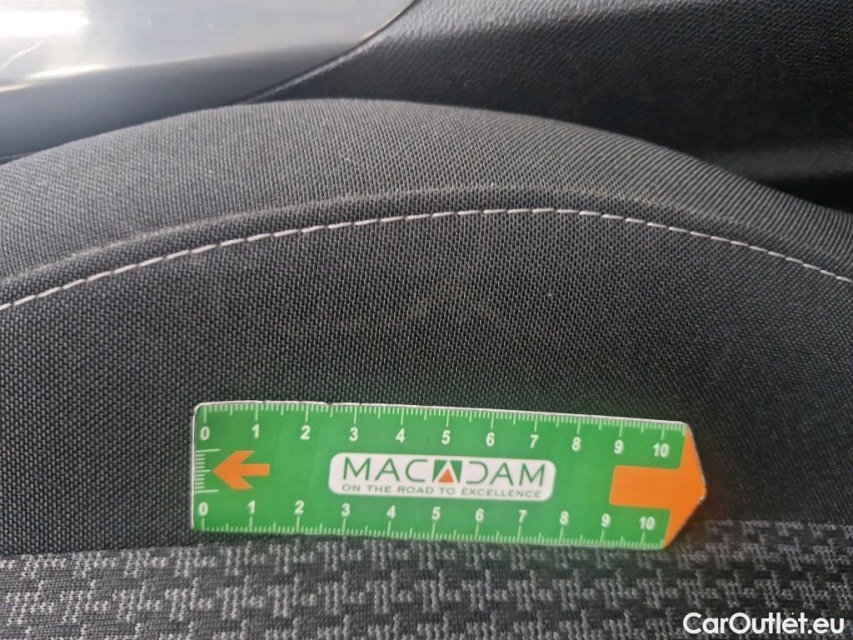 0 1 2 3 4 5 6 7 8 9 10
MACADAM
ON THE ROAD TO EXCELLENCE
0 1 2 3 4 5 6 7 8 9 10
CarOutlet.eu